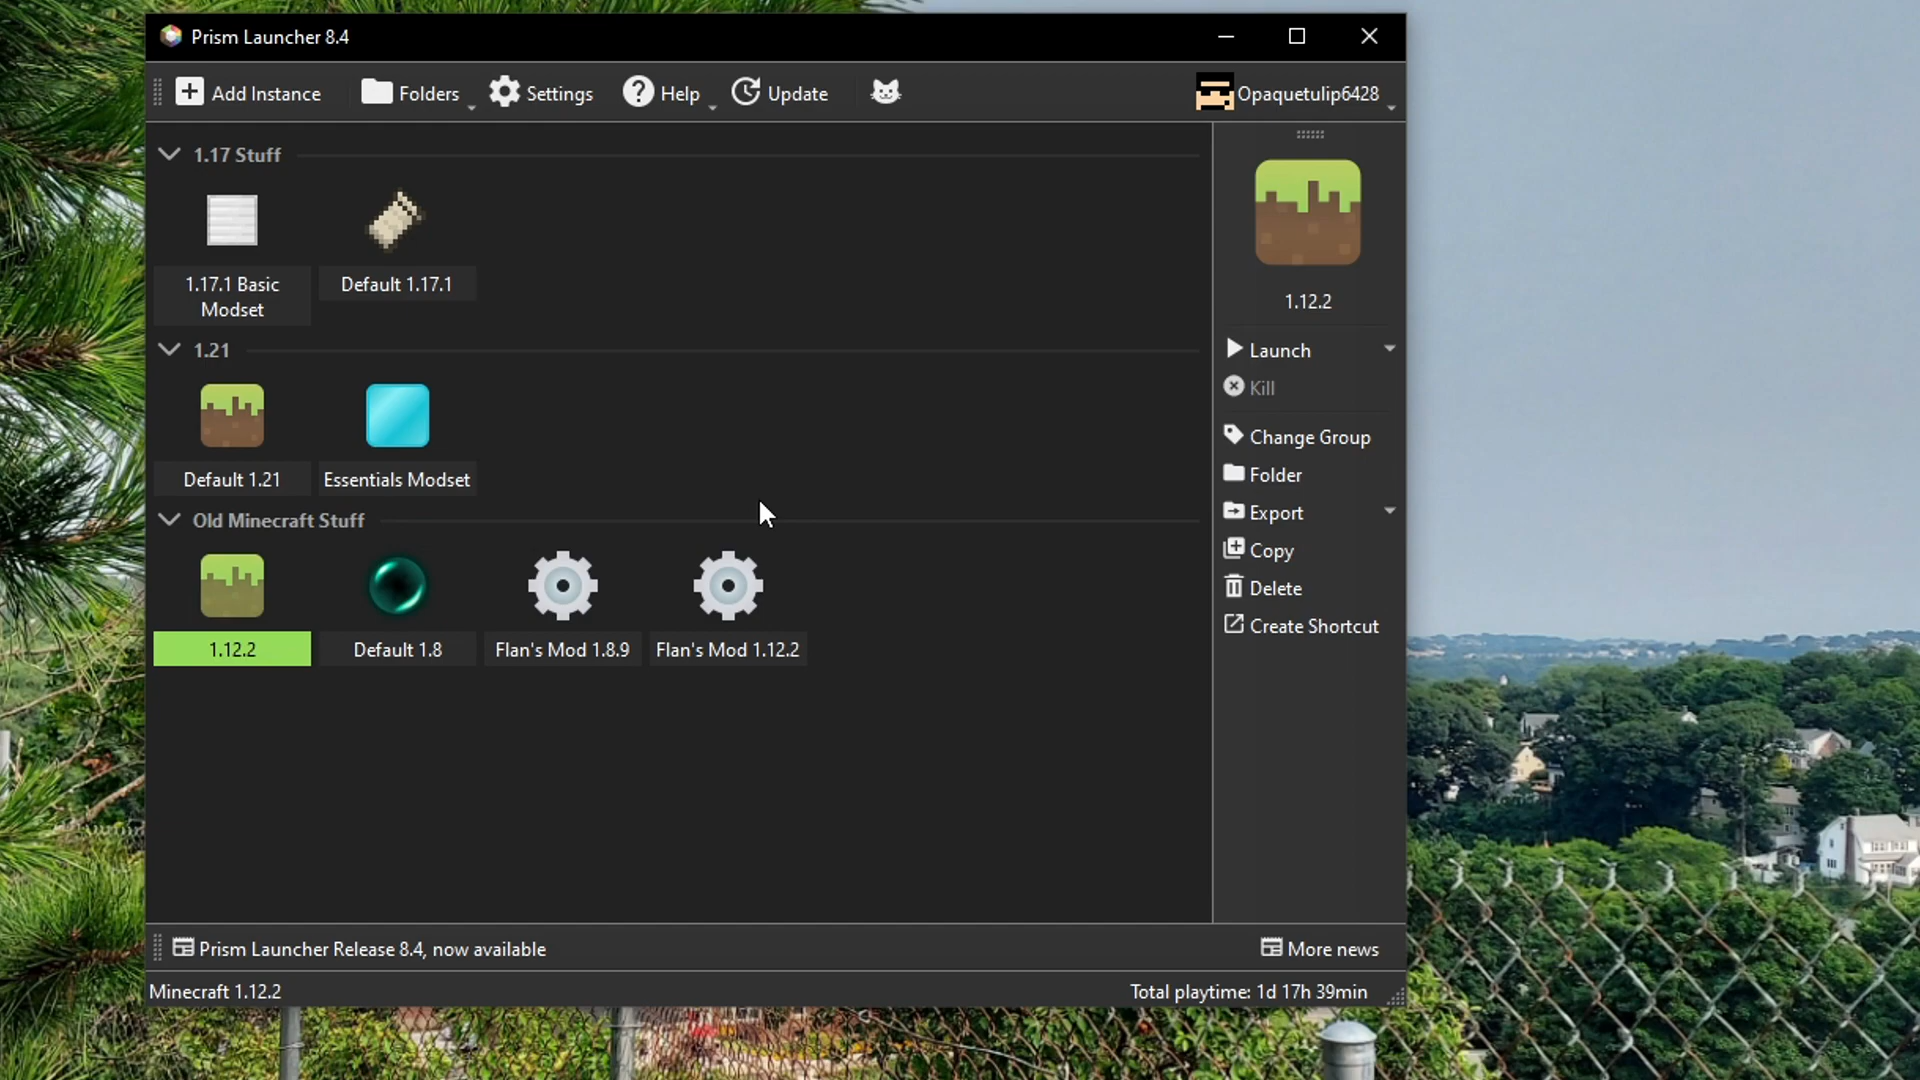 Prism Launcher 8.4
Add Instance
Folders
Settings
Help
Update
Opaquetulip6428
1.17 Stuff
1.17.1 Basic
Modset
Default 1.17.1
1.21
Default 1.21
Essentials Modset
Old Minecraft Stuff
1.12.2
Default 1.8
Flan's Mod 1.8.9
Flan's Mod 1.12.2
1.12.2
Launch
Kill
Change Group
Folder
Export
Copy
Delete
Create Shortcut
Prism Launcher Release 8.4, now available
More news
Minecraft 1.12.2
Total playtime: 1d 17h 39min